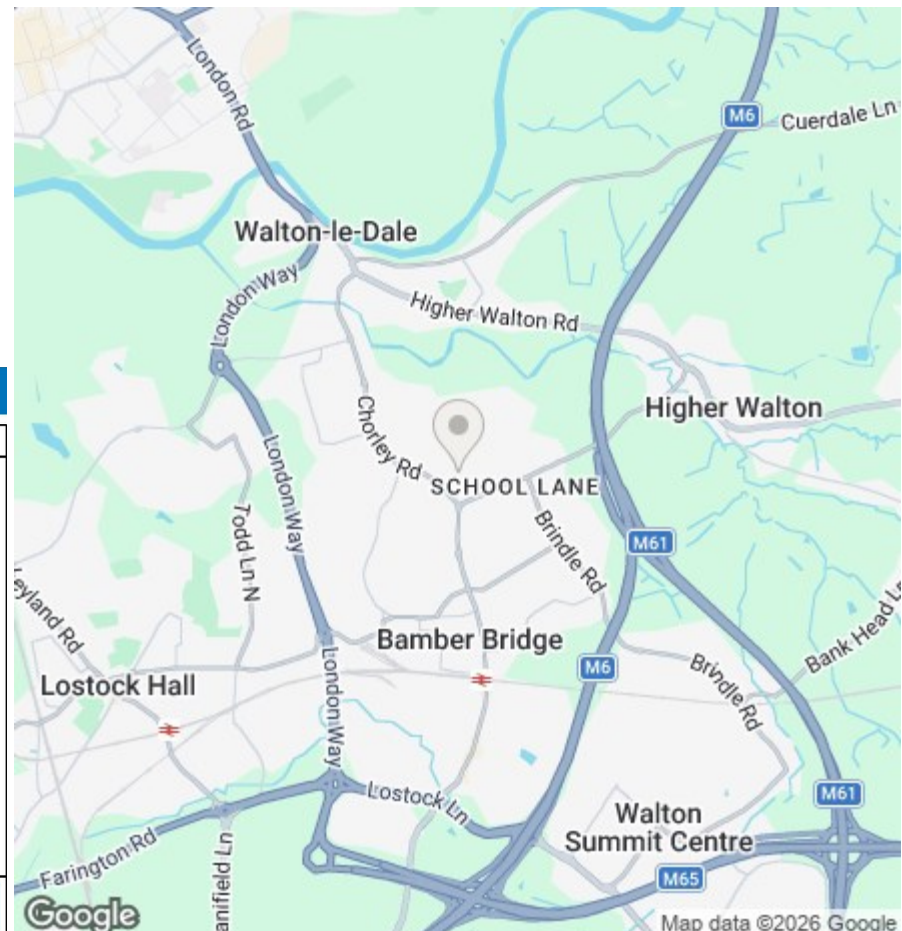 London Rd
M6
Cuerdale Ln
Walton-le-Dale
London Way
Higher Walton Rd
Higher Walton
Chorley Rd
SCHOOL LANE
London Way
Todd Ln N
Brindle Rd
M61
Leyland Rd
Bamber Bridge
M6
Bank Head Ln
Brindle Rd
Lostock Hall
London Way
Lostock Ln
M61
Walton
Summit Centre
Farington Rd
M65
anifield Ln
Google
Map data ©2026 Google